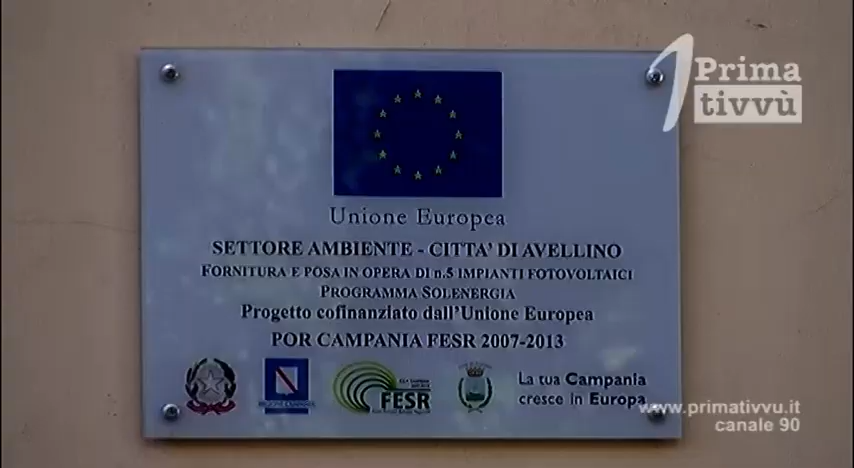 Prima
tivvù
Unione Europea
SETTORE AMBIENTE - CITTA' DI AVELLINO
FORNITURA E POSA IN OPERA DI n.5 IMPIANTI FOTOVOLTAICI
PROGRAMMA SOLENERGIA
Progetto cofinanziato dall'Unione Europea
POR CAMPANIA FESR 2007-2013
REGIONE CAMPANIA
FESR
La tua Campania
cresce in Europa
www.primativvu.it
canale 90